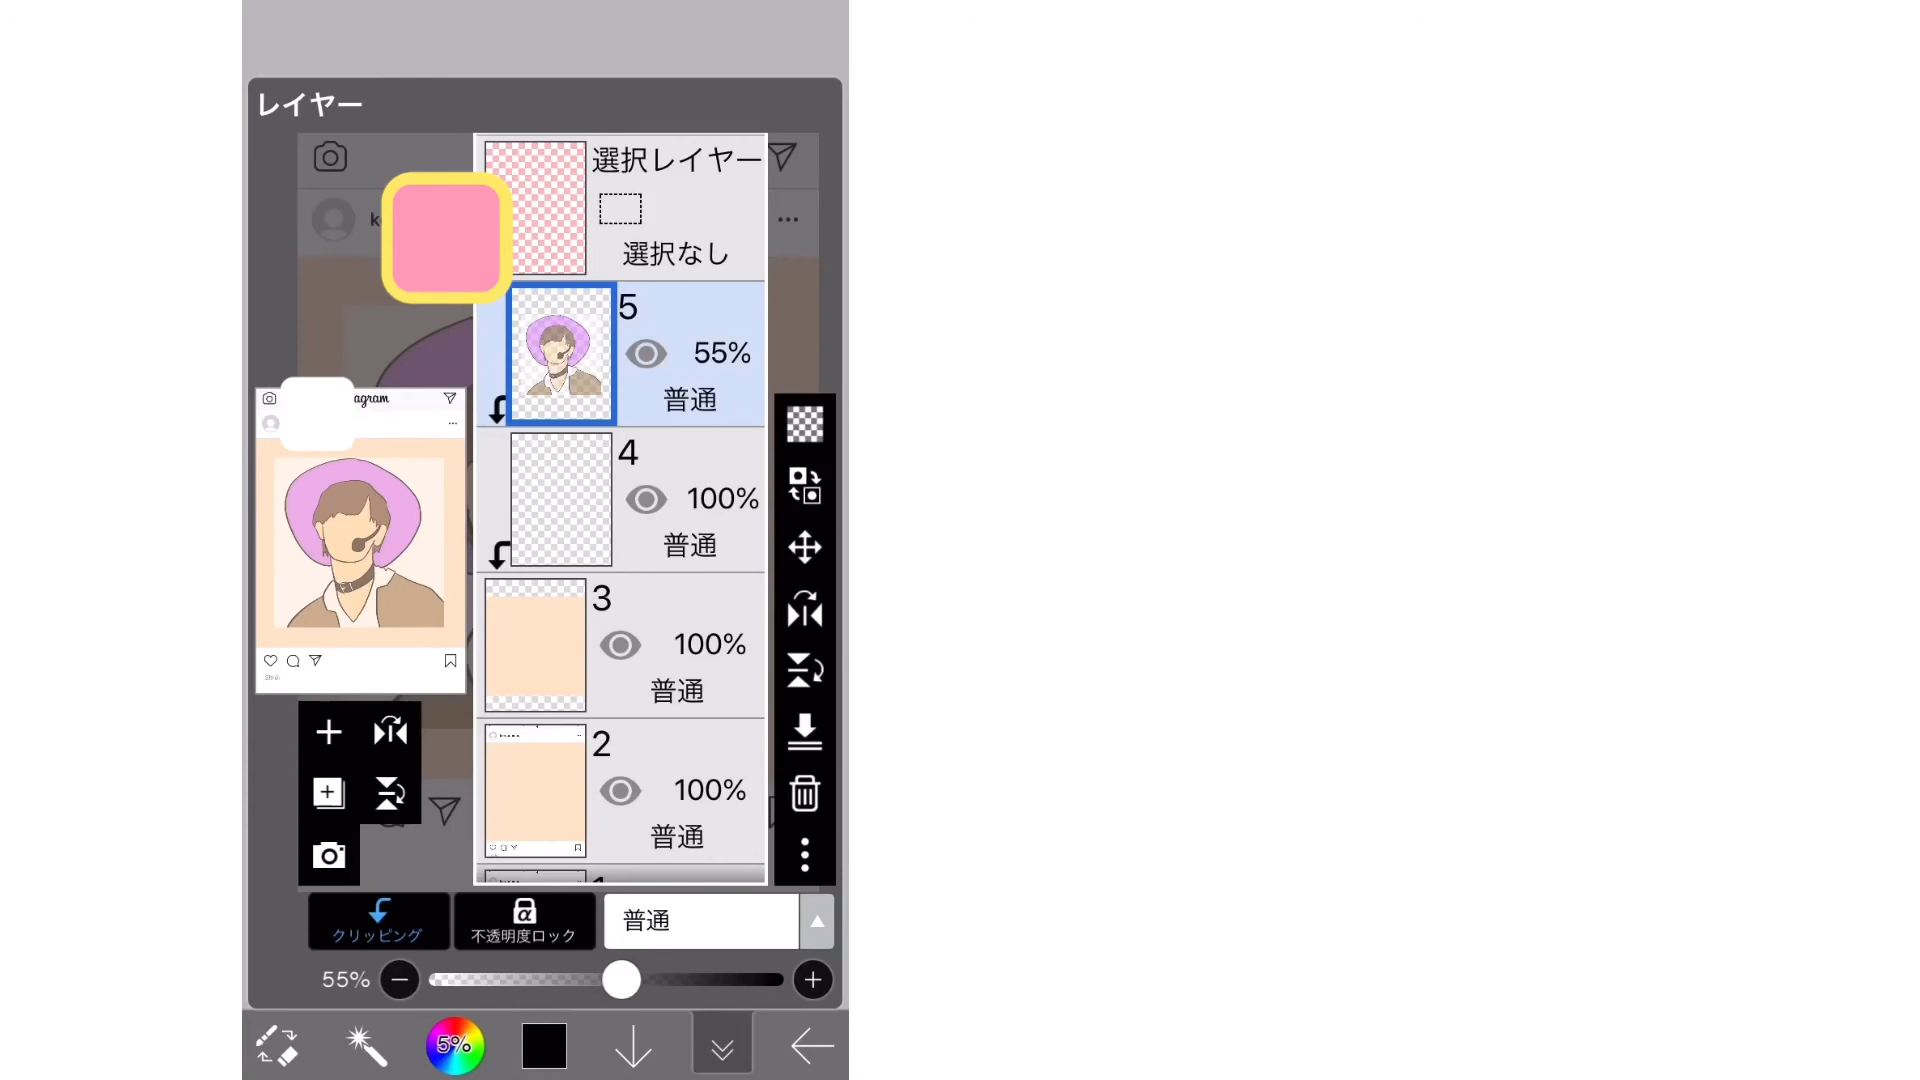 レイヤー
選択レイヤー
選択なし
5
55%
普通
4
100%
普通
3
100%
普通
2
100%
普通
agram
クリッピング
α
不透明度ロック
普通
55%
5%